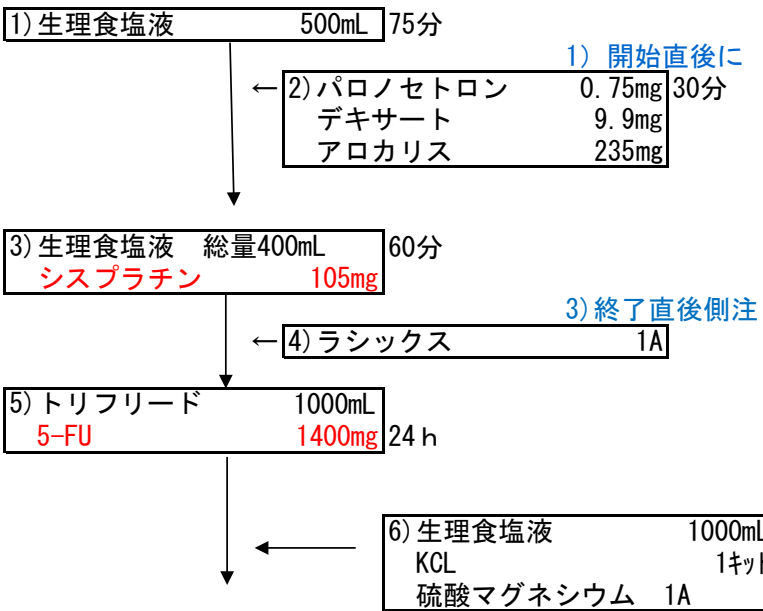 1)生理食塩液 500mL 75分
1) 開始直後に
←2)パロノセトロン 0.75mg 30分
デキサート 9.9mg
アロカリス 235mg
3)生理食塩液 総量400mL 60分
シスプラチン 105mg
3)終了直後側注
←4)ラシックス 1A
5)トリフリード 1000mL
5-FU 1400mg 24h
6)生理食塩液 1000mL
KCL 1キット
硫酸マグネシウム 1A